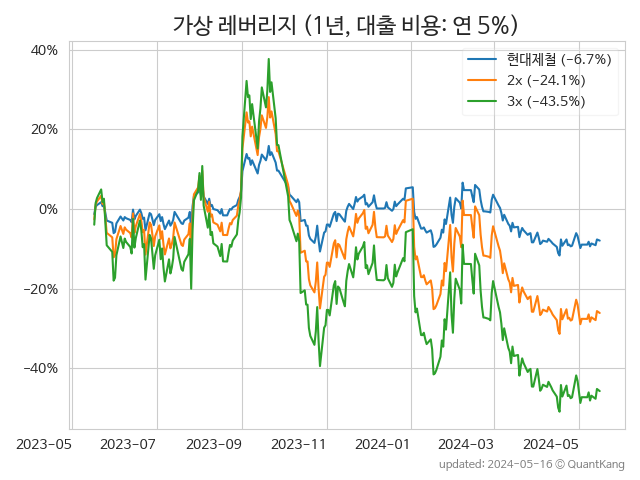 가상 레버리지 (1년, 대출 비용: 연 5%)
현대제철 (−6.7%)
2x (−24.1%)
3x (−43.5%)
40%
20%
0%
−20%
−40%
2023−05 2023−07 2023−09 2023−11 2024−01 2024−03 2024−05
updated: 2024-05-16 ⓒ QuantKang